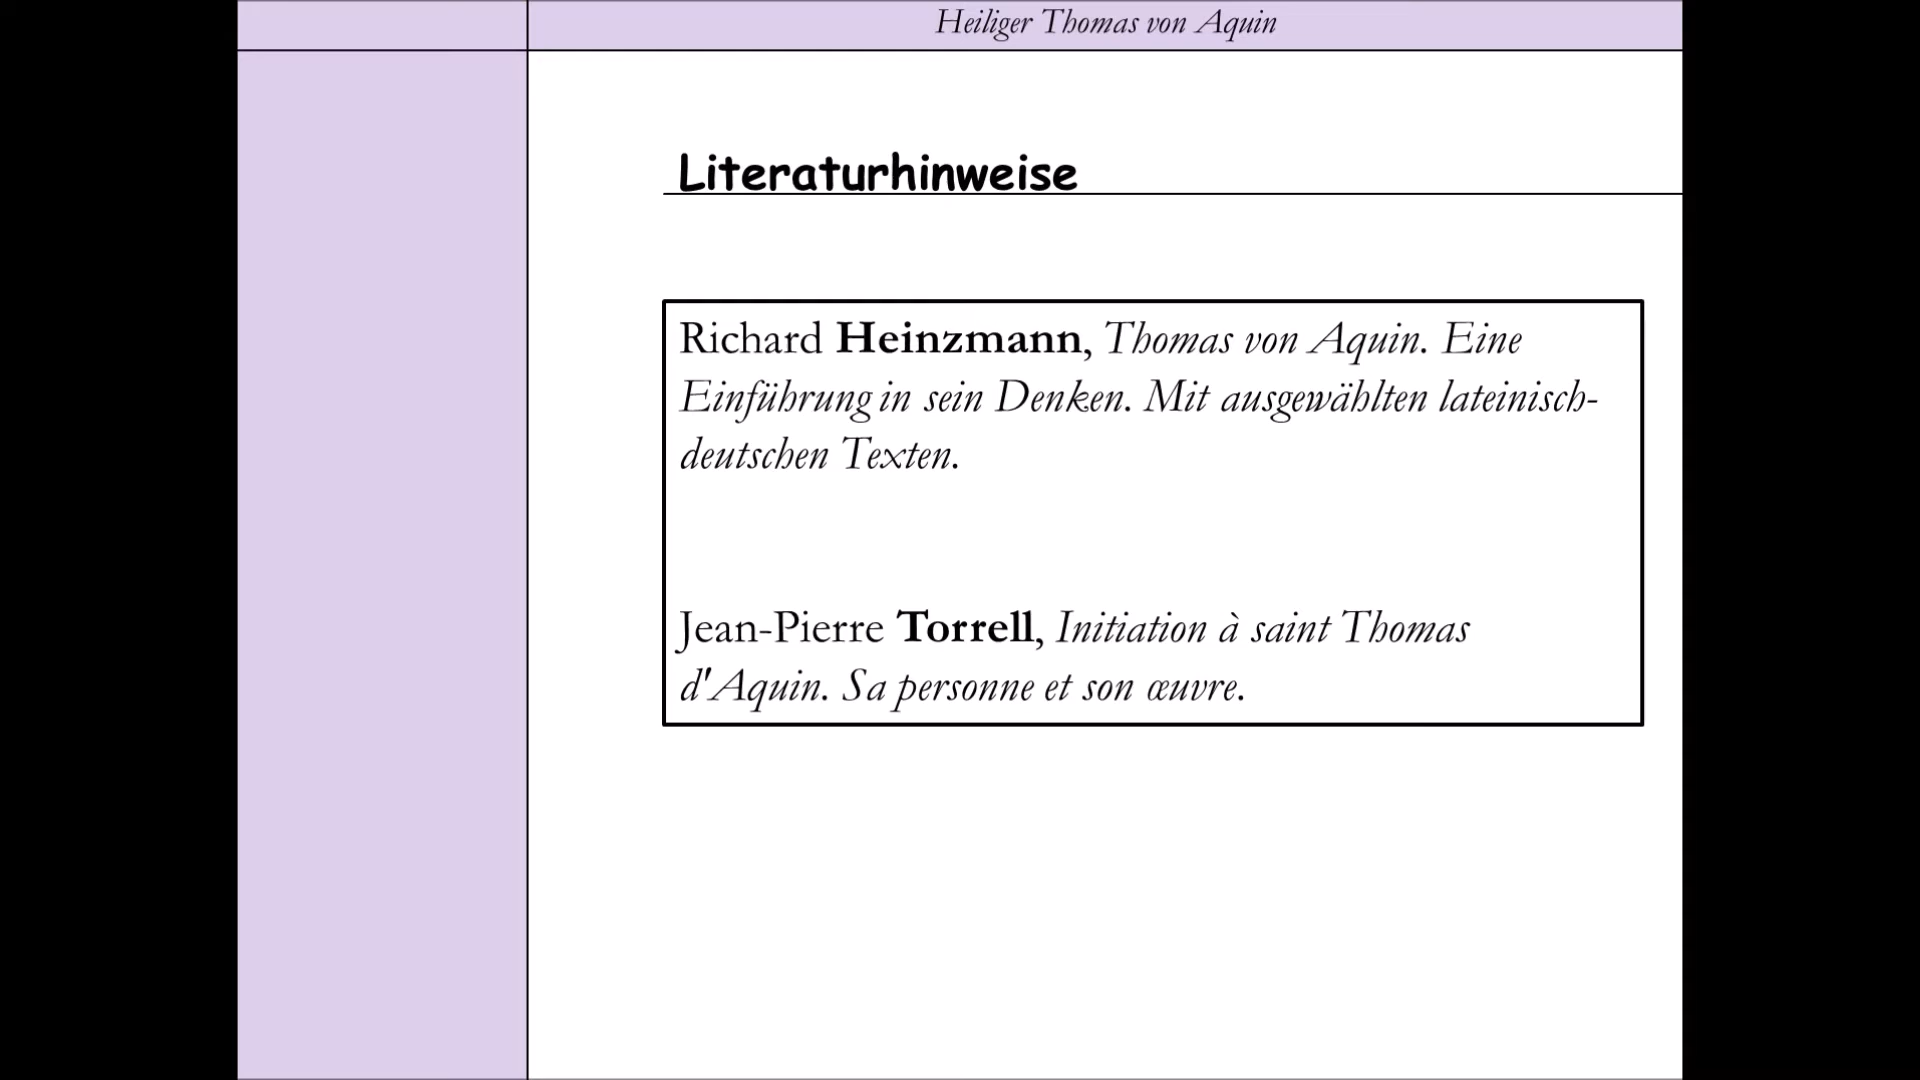 Heiliger Thomas von Aquin
Literaturhinweise
Richard Heinzmann, Thomas von Aquin. Eine
Einführung in sein Denken. Mit ausgewählten lateinisch-
deutschen Texten.
Jean-Pierre Torrell, Initiation à saint Thomas
d'Aquin. Sa personne et son œuvre.